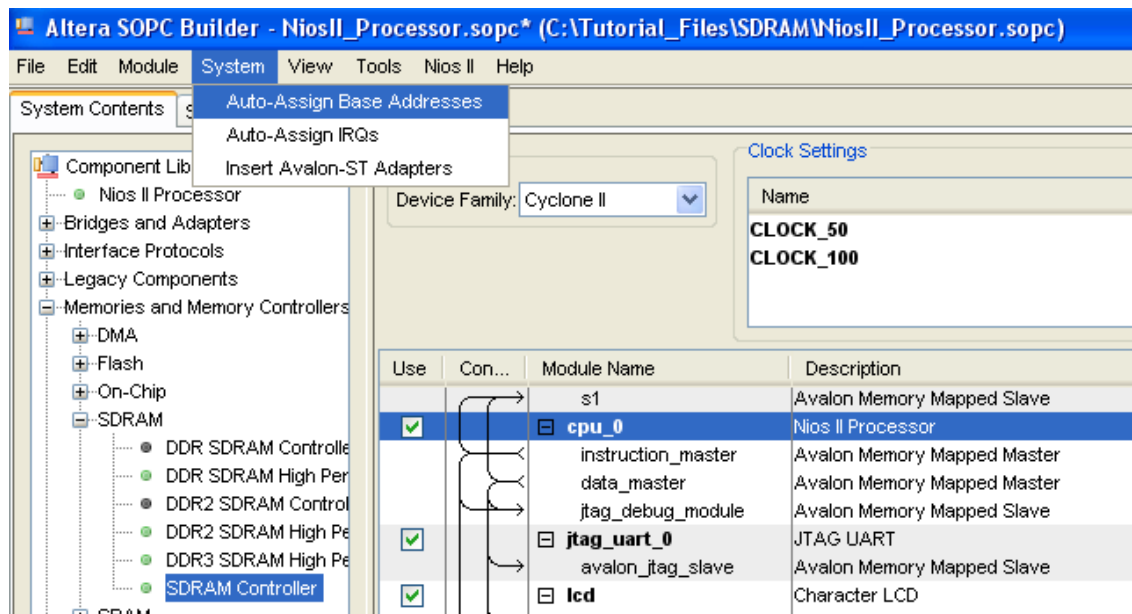 Altera SOPC Builder - NiosII_Processor.sopc* (C:\Tutorial_Files\SDRAM\NiosII_Processor.sopc)
File Edit Module System View Tools Nios II Help
System Contents
Auto-Assign Base Addresses
Auto-Assign IRQs
Insert Avalon-ST Adapters
Component Lib
Nios II Processor
Bridges and Adapters
Interface Protocols
Legacy Components
Memories and Memory Controllers
DMA
Flash
On-Chip
SDRAM
DDR SDRAM Controlle
DDR SDRAM High Per
DDR2 SDRAM Control
DDR2 SDRAM High Pe
DDR3 SDRAM High Pe
SDRAM Controller
Device Family: Cyclone II
Clock Settings
Name
CLOCK_50
CLOCK_100
Use Con... Module Name Description
s1 Avalon Memory Mapped Slave
cpu_0 Nios II Processor
instruction_master Avalon Memory Mapped Master
data_master Avalon Memory Mapped Master
jtag_debug_module Avalon Memory Mapped Slave
jtag_uart_0 JTAG UART
avalon_jtag_slave Avalon Memory Mapped Slave
lcd Character LCD